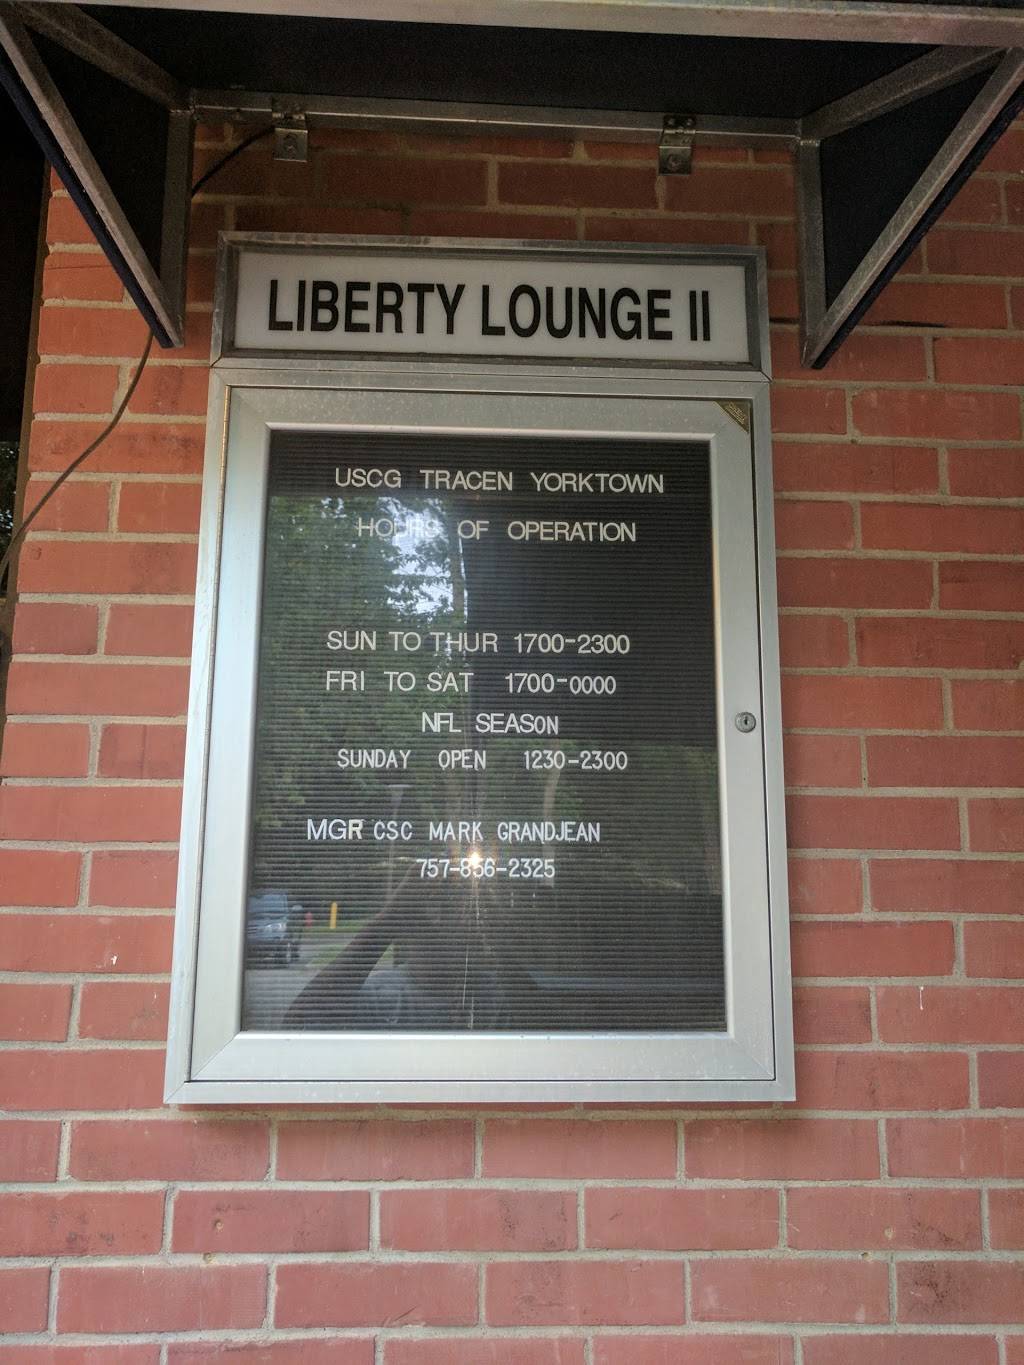 LIBERTY LOUNGE II
USCG TRACEN YORKTOWN
HOURS OF OPERATION
SUN TO THUR 1700-2300
FRI TO SAT 1700-0000
NFL SEASON
SUNDAY OPEN 1230-2300
MGR CSC MARK GRANDJEAN
757-856-2325